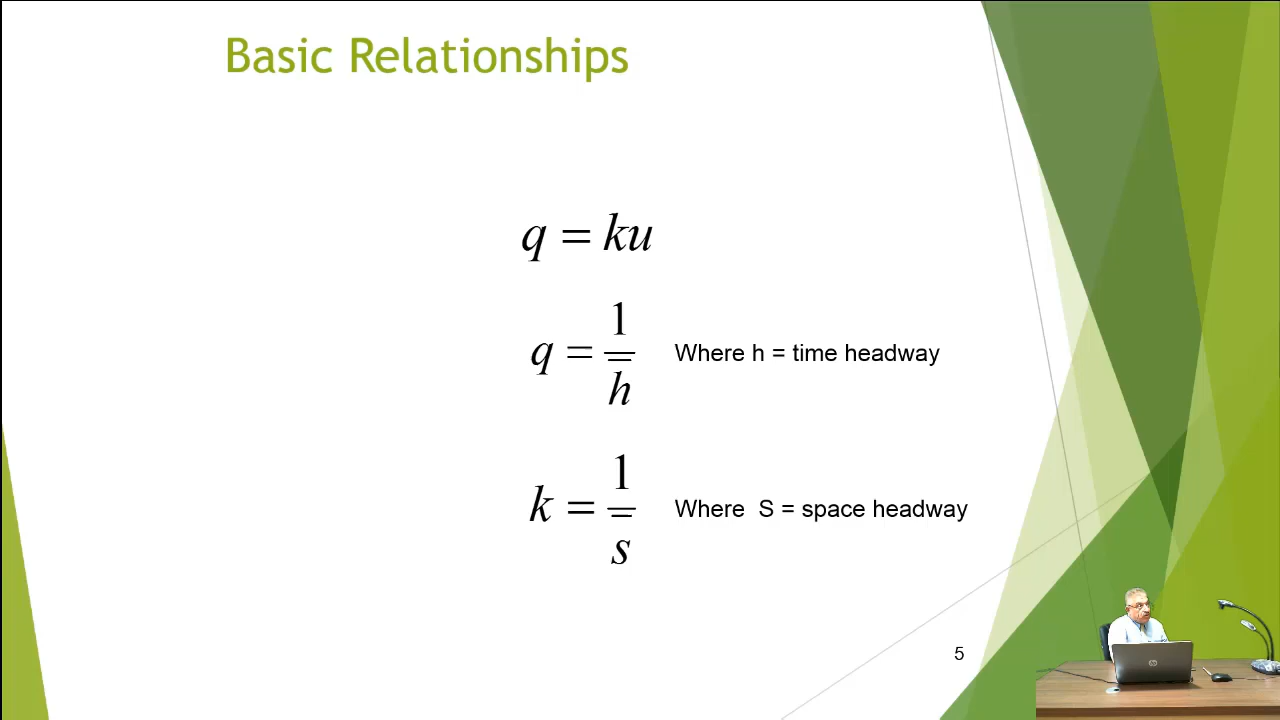 Basic Relationships
q = ku
q = 1/h̅ Where h = time headway
k = 1/s̅ Where S = space headway
5